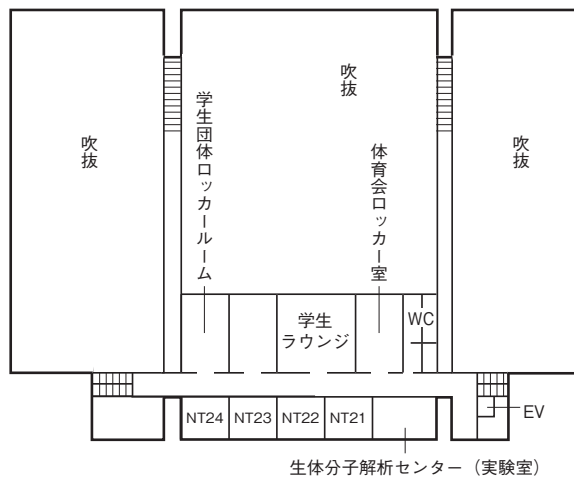 吹抜
吹抜
吹抜
学生団体ロッカールーム
体育会ロッカー室
学生
ラウンジ
WC
NT24
NT23
NT22
NT21
EV
生体分子解析センター（実験室）